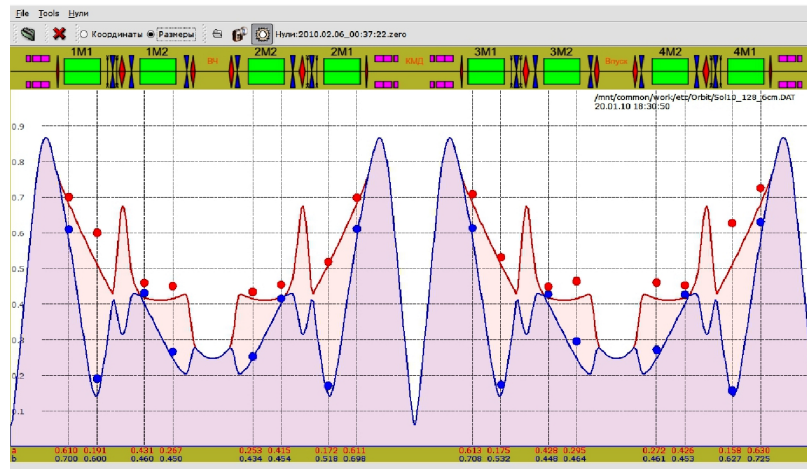 File Tools Нули
Координаты Размеры Нули:2010.02.06_00:37:22.zero
1M1 1M2 ВЧ 2M2 2M1 КМД 3M1 3M2 Впуск 4M2 4M1
/mnt/common/work/etc/Orbit/Sol10_128_6cm.DAT
20.01.10 18:30:50
0.9
0.8
0.7
0.6
0.5
0.4
0.3
0.2
0.1
a 0.610 0.191 0.431 0.267 0.253 0.415 0.172 0.611 0.613 0.175 0.428 0.295 0.272 0.426 0.158 0.630
b 0.700 0.600 0.460 0.450 0.434 0.454 0.518 0.698 0.708 0.532 0.448 0.464 0.461 0.453 0.627 0.725